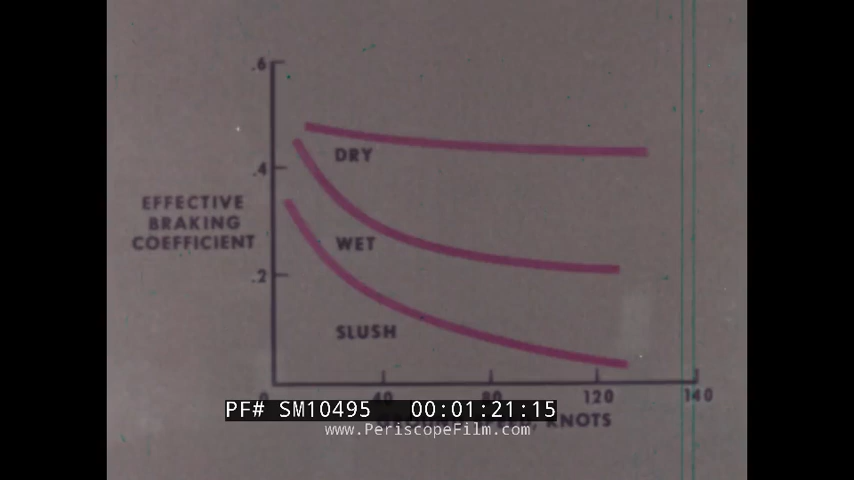 .6
DRY
.4
EFFECTIVE
BRAKING
COEFFICIENT
WET
.2
SLUSH
0 40 80 120 140
PF# SM10495 00:01:21:15
KNOTS
www.PeriscopeFilm.com